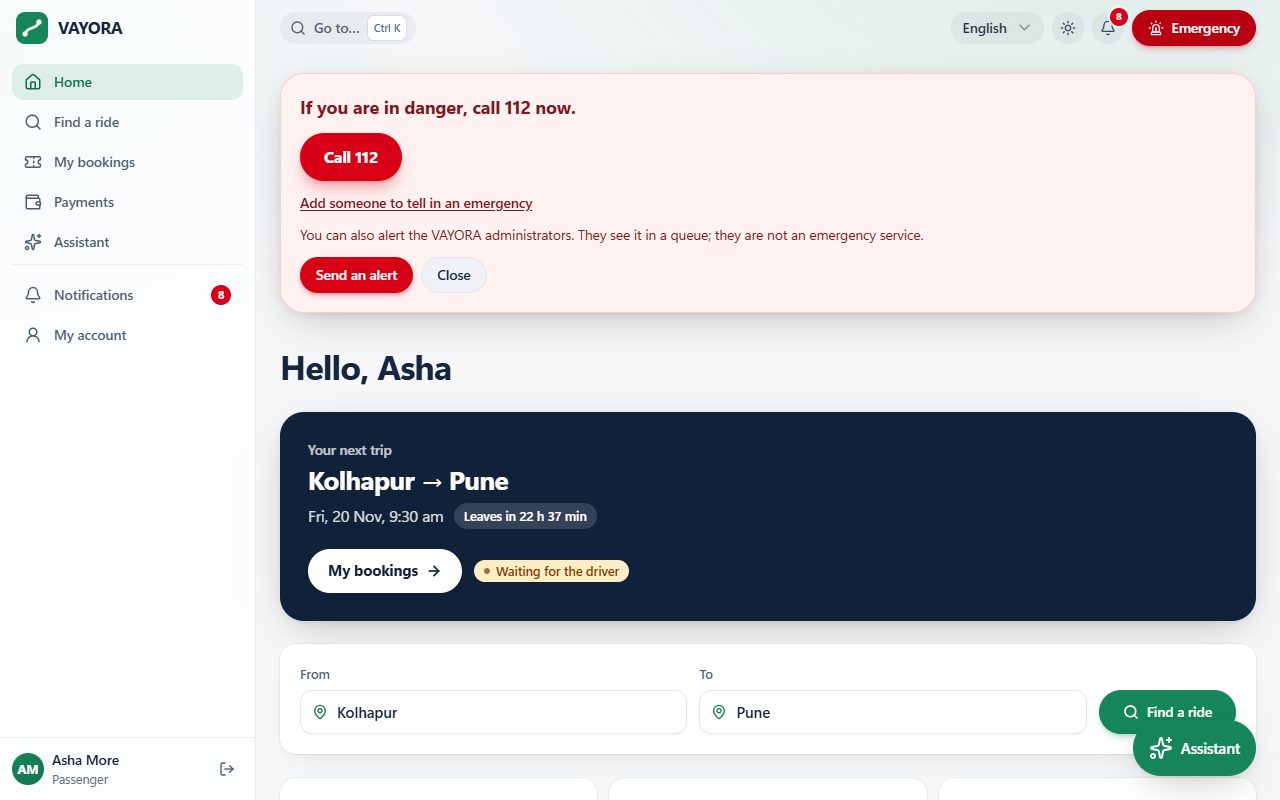 VAYORA
Go to... Ctrl K
English
8
Emergency
Home
Find a ride
My bookings
Payments
Assistant
Notifications 8
My account
If you are in danger, call 112 now.
Call 112
Add someone to tell in an emergency
You can also alert the VAYORA administrators. They see it in a queue; they are not an emergency service.
Send an alert Close
Hello, Asha
Your next trip
Kolhapur → Pune
Fri, 20 Nov, 9:30 am Leaves in 22 h 37 min
My bookings → Waiting for the driver
From To
Kolhapur Pune Find a ride
Assistant
AM Asha More
Passenger